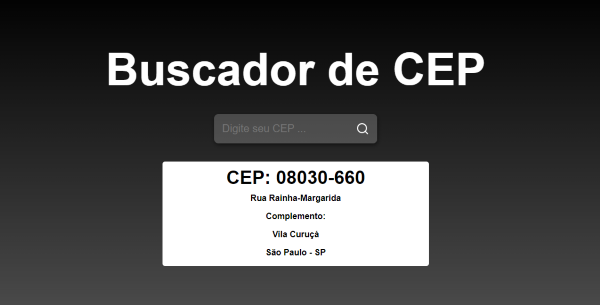 Buscador de CEP
Digite seu CEP ...
CEP: 08030-660
Rua Rainha-Margarida
Complemento:
Vila Curuçá
São Paulo - SP